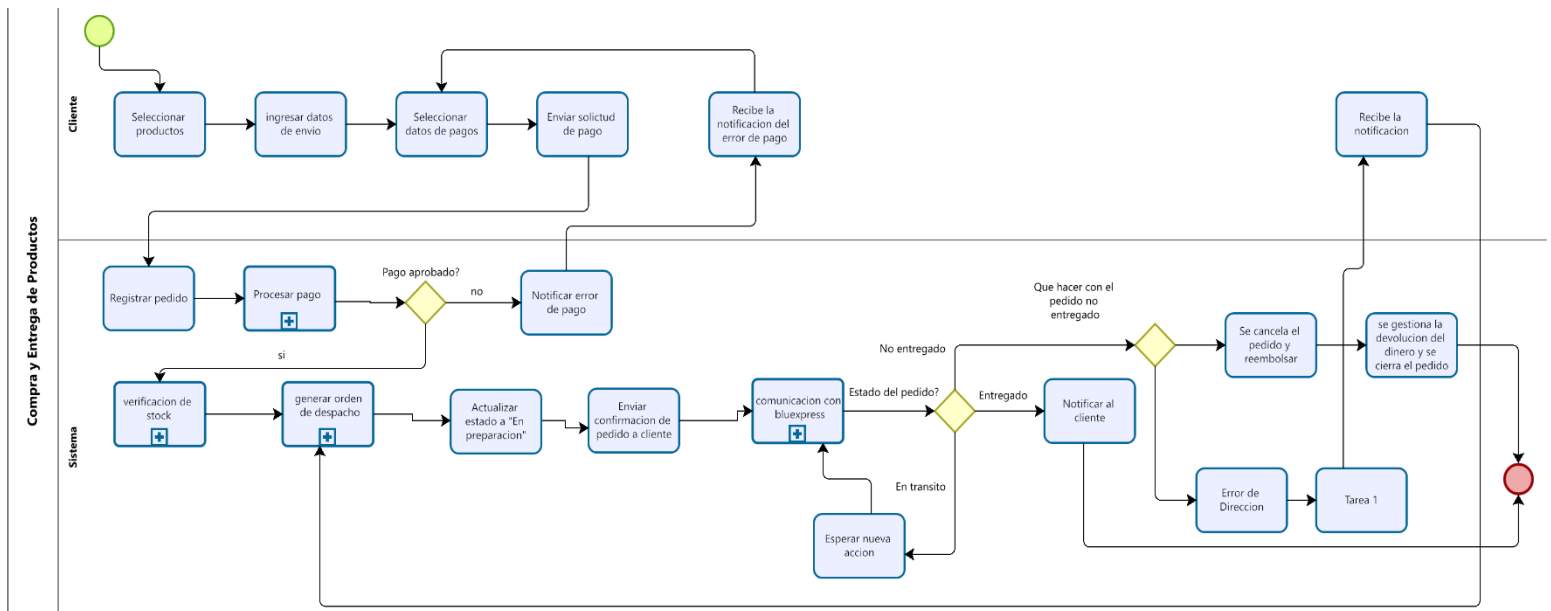 Compra y Entrega de Productos
Cliente
Seleccionar
productos
ingresar datos
de envio
Seleccionar
datos de pagos
Enviar solictud
de pago
Recibe la
notificacion del
error de pago
Recibe la
notificacion
Sistema
Registrar pedido
Procesar pago
Pago aprobado?
no
Notificar error
de pago
si
verificacion de
stock
generar orden
de despacho
Actualizar
estado a "En
preparacion"
Enviar
confirmacion de
pedido a cliente
comunicacion con
bluexpress
Estado del pedido?
No entregado
Entregado
En transito
Esperar nueva
accion
Notificar al
cliente
Que hacer con el
pedido no
entregado
Se cancela el
pedido y
reembolsar
se gestiona la
devolucion del
dinero y se
cierra el pedido
Error de
Direccion
Tarea 1